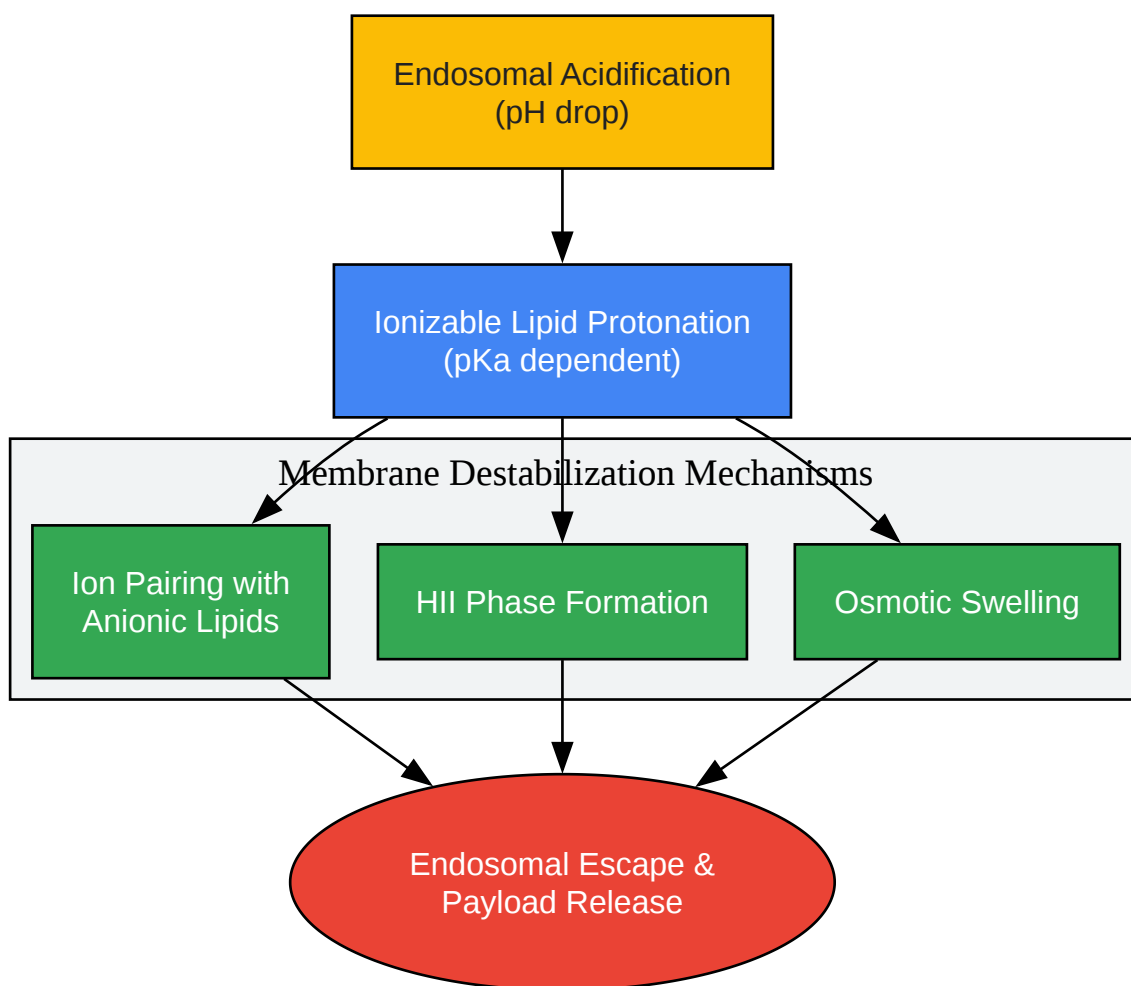 Endosomal Acidification
(pH drop)
Ionizable Lipid Protonation
(pKa dependent)
Membrane Destabilization Mechanisms
Ion Pairing with
Anionic Lipids
HII Phase Formation
Osmotic Swelling
Endosomal Escape &
Payload Release